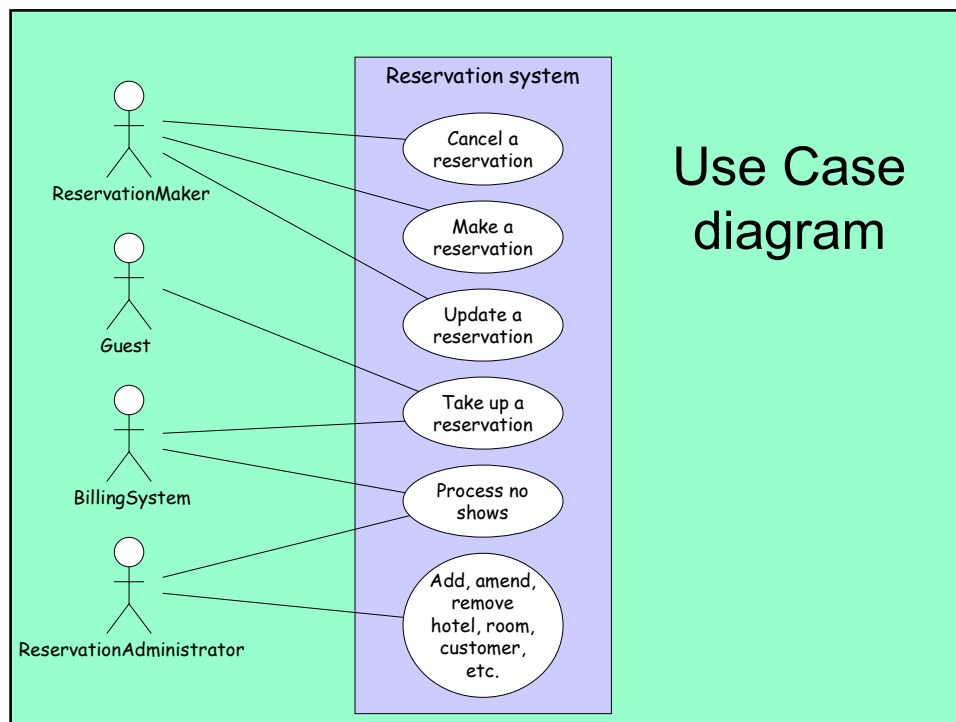 Reservation system
Use Case
diagram
ReservationMaker
Guest
BillingSystem
ReservationAdministrator
Cancel a
reservation
Make a
reservation
Update a
reservation
Take up a
reservation
Process no
shows
Add, amend,
remove
hotel, room,
customer,
etc.